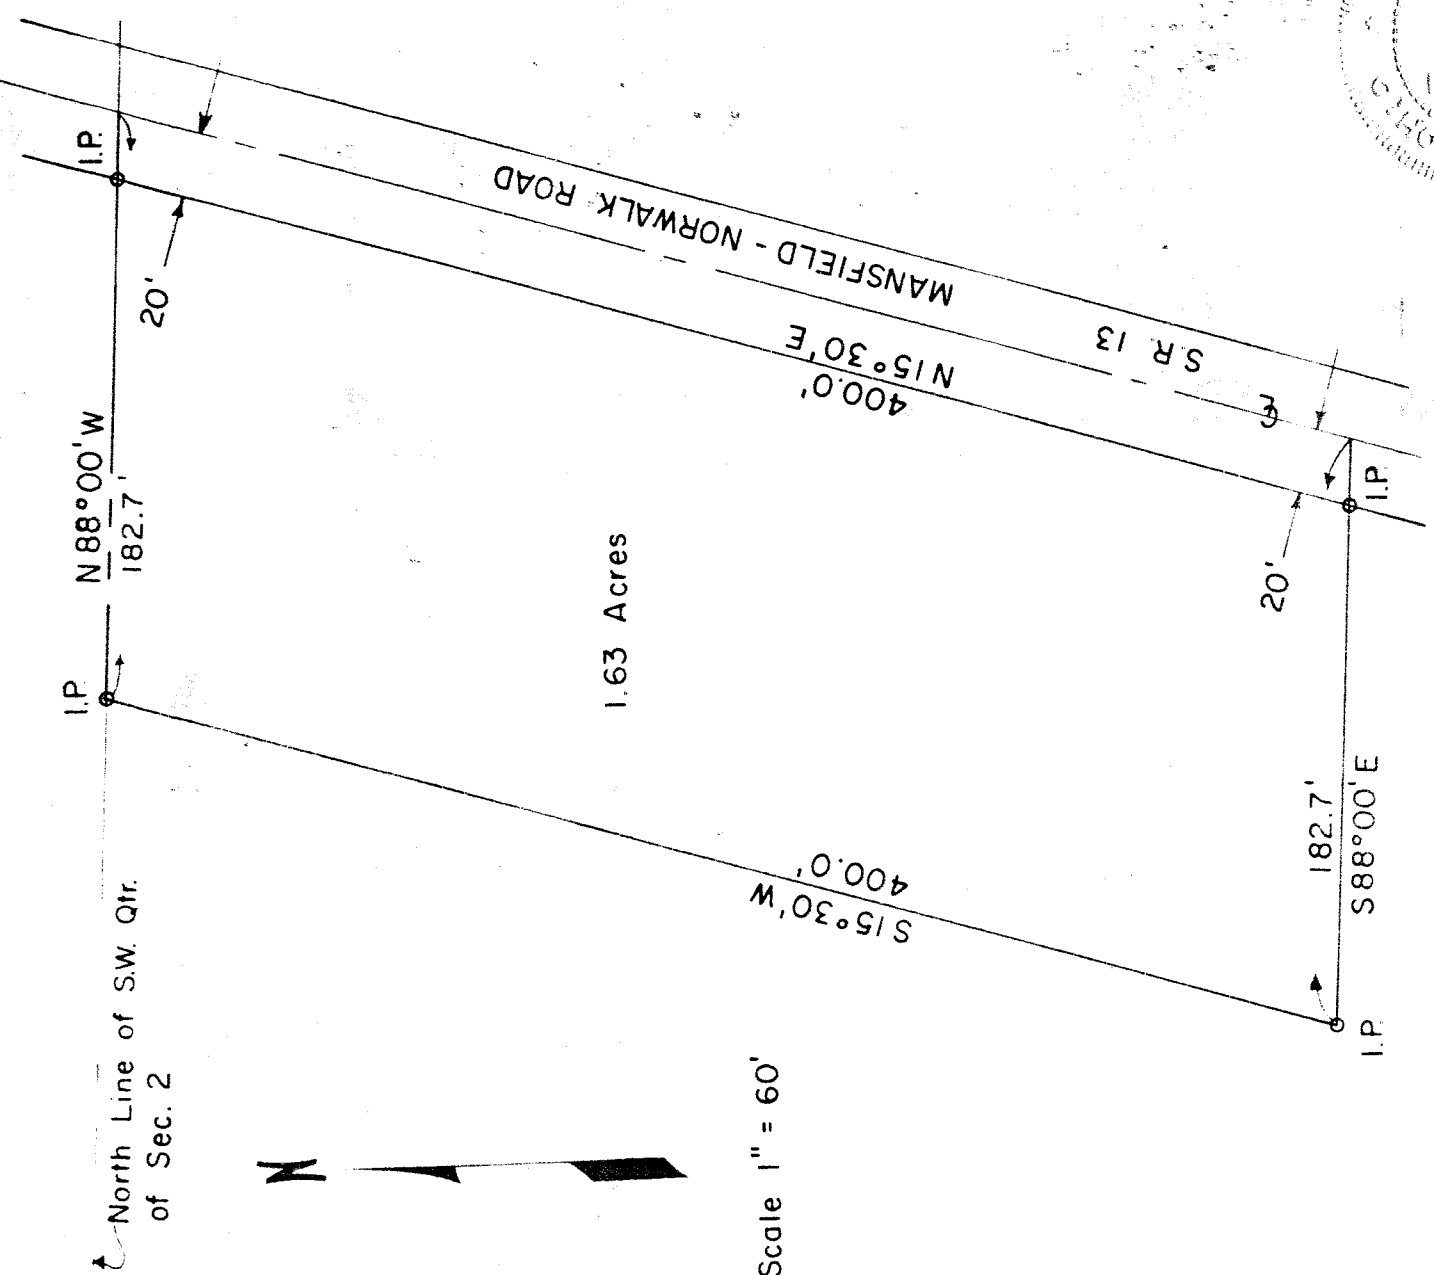 I.P.
20'
MANSFIELD - NORWALK ROAD
S.R. 13
N15°30'E
400.0'
℄
I.P.
20'
N88°00'W
182.7'
I.P.
1.63 Acres
182.7'
S88°00'E
400.0'
S15°30'W
I.P.
North Line of S.W. Qtr.
of Sec. 2
N
Scale 1" = 60'
OHIO